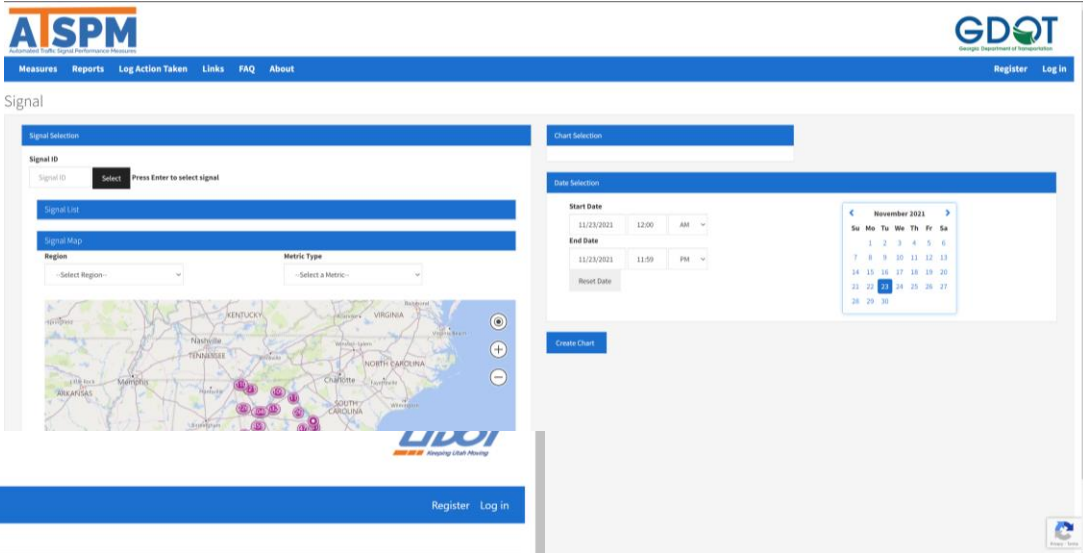 ATSPM
Automated Traffic Signal Performance Measures
GDOT
Georgia Department of Transportation
Measures Reports Log Action Taken Links FAQ About Register Log in
Signal
Signal Selection
Signal ID
Signal ID Select Press Enter to select signal
Signal List
Signal Map
Region Metric Type
--Select Region-- --Select a Metric--
KENTUCKY VIRGINIA
Nashville
TENNESSEE
NORTH CAROLINA
Memphis Charlotte
ARKANSAS
SOUTH
CAROLINA
Chart Selection
Date Selection
Start Date
11/23/2021 12:00 AM
End Date
11/23/2021 11:59 PM
Reset Date
November 2021
Su Mo Tu We Th Fr Sa
1 2 3 4 5 6
7 8 9 10 11 12 13
14 15 16 17 18 19 20
21 22 23 24 25 26 27
28 29 30
Create Chart
UDOT
Keeping Utah Moving
Register Log in
Privacy - Terms